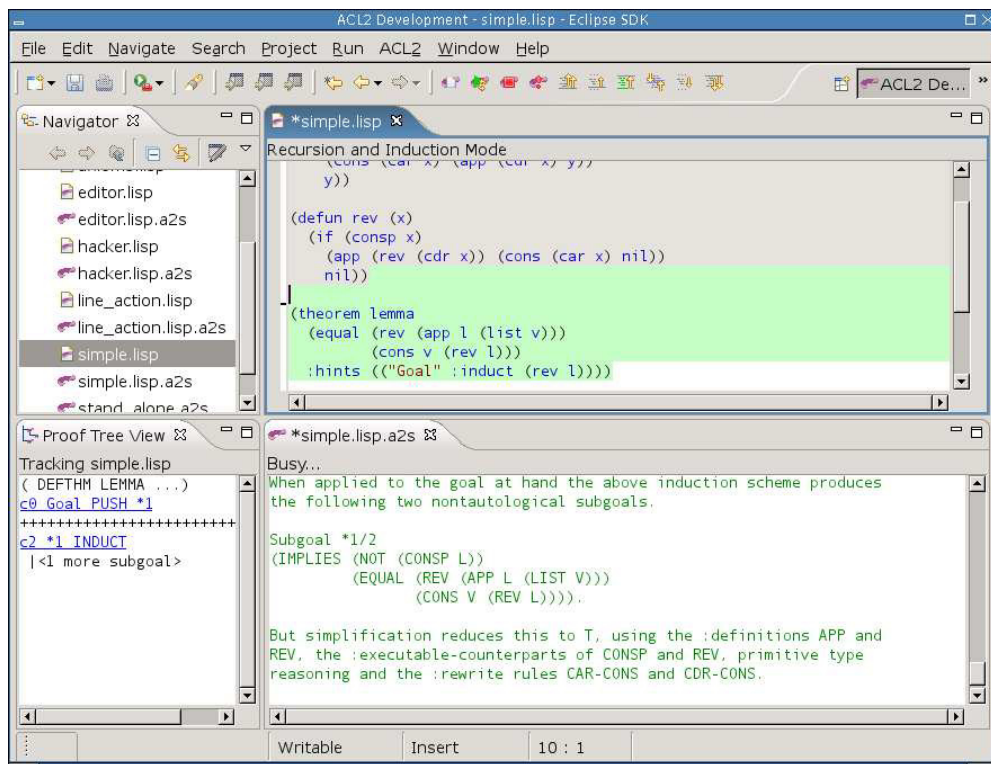 ACL2 Development - simple.lisp - Eclipse SDK
File Edit Navigate Search Project Run ACL2 Window Help
ACL2 De... »
Navigator
editor.lisp
editor.lisp.a2s
hacker.lisp
hacker.lisp.a2s
line_action.lisp
line_action.lisp.a2s
simple.lisp
simple.lisp.a2s
stand_alone.a2s
*simple.lisp
Recursion and Induction Mode
(cons (car x) (app (cdr x) y))
y))
(defun rev (x)
(if (consp x)
(app (rev (cdr x)) (cons (car x) nil))
nil))
(theorem lemma
(equal (rev (app l (list v)))
(cons v (rev l)))
:hints (("Goal" :induct (rev l))))
Proof Tree View
Tracking simple.lisp
( DEFTHM LEMMA ...)
c0 Goal PUSH *1
++++++++++++++++++++++++
c2 *1 INDUCT
|<1 more subgoal>
*simple.lisp.a2s
Busy...
When applied to the goal at hand the above induction scheme produces
the following two nontautological subgoals.
Subgoal *1/2
(IMPLIES (NOT (CONSP L))
(EQUAL (REV (APP L (LIST V)))
(CONS V (REV L)))).
But simplification reduces this to T, using the :definitions APP and
REV, the :executable-counterparts of CONSP and REV, primitive type
reasoning and the :rewrite rules CAR-CONS and CDR-CONS.
Writable Insert 10 : 1